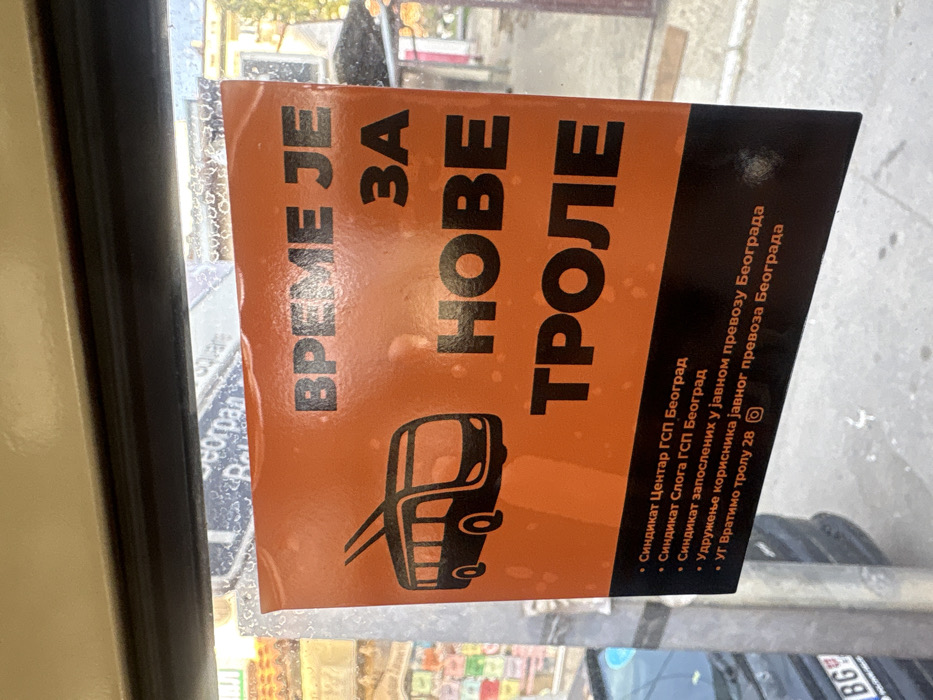 ВРЕМЕ ЈЕ
ЗА
НОВЕ
ТРОЛЕ
• Синдикат Центар ГСП Београд
• Синдикат Слога ГСП Београд
• Синдикат запослених у јавном превозу Београда
• Удружење корисника јавног превоза Београда
• УГ Вратимо тролу 28